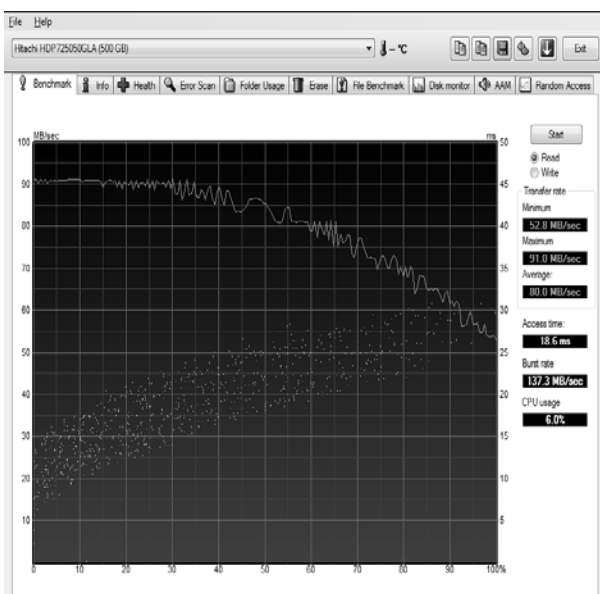 File Help
Hitachi HDP725050GLA (500 GB)
– °C
Exit
Benchmark Info Health Error Scan Folder Usage Erase File Benchmark Disk monitor AAM Random Access
MB/sec
ms
100
90
80
70
60
50
40
30
20
10
50
45
40
35
30
25
20
15
10
5
0 10 20 30 40 50 60 70 80 90 100%
Start
Read
Write
Transfer rate
Minimum
52.8 MB/sec
Maximum
91.0 MB/sec
Average:
80.0 MB/sec
Access time:
18.6 ms
Burst rate
137.3 MB/sec
CPU usage
6.0%